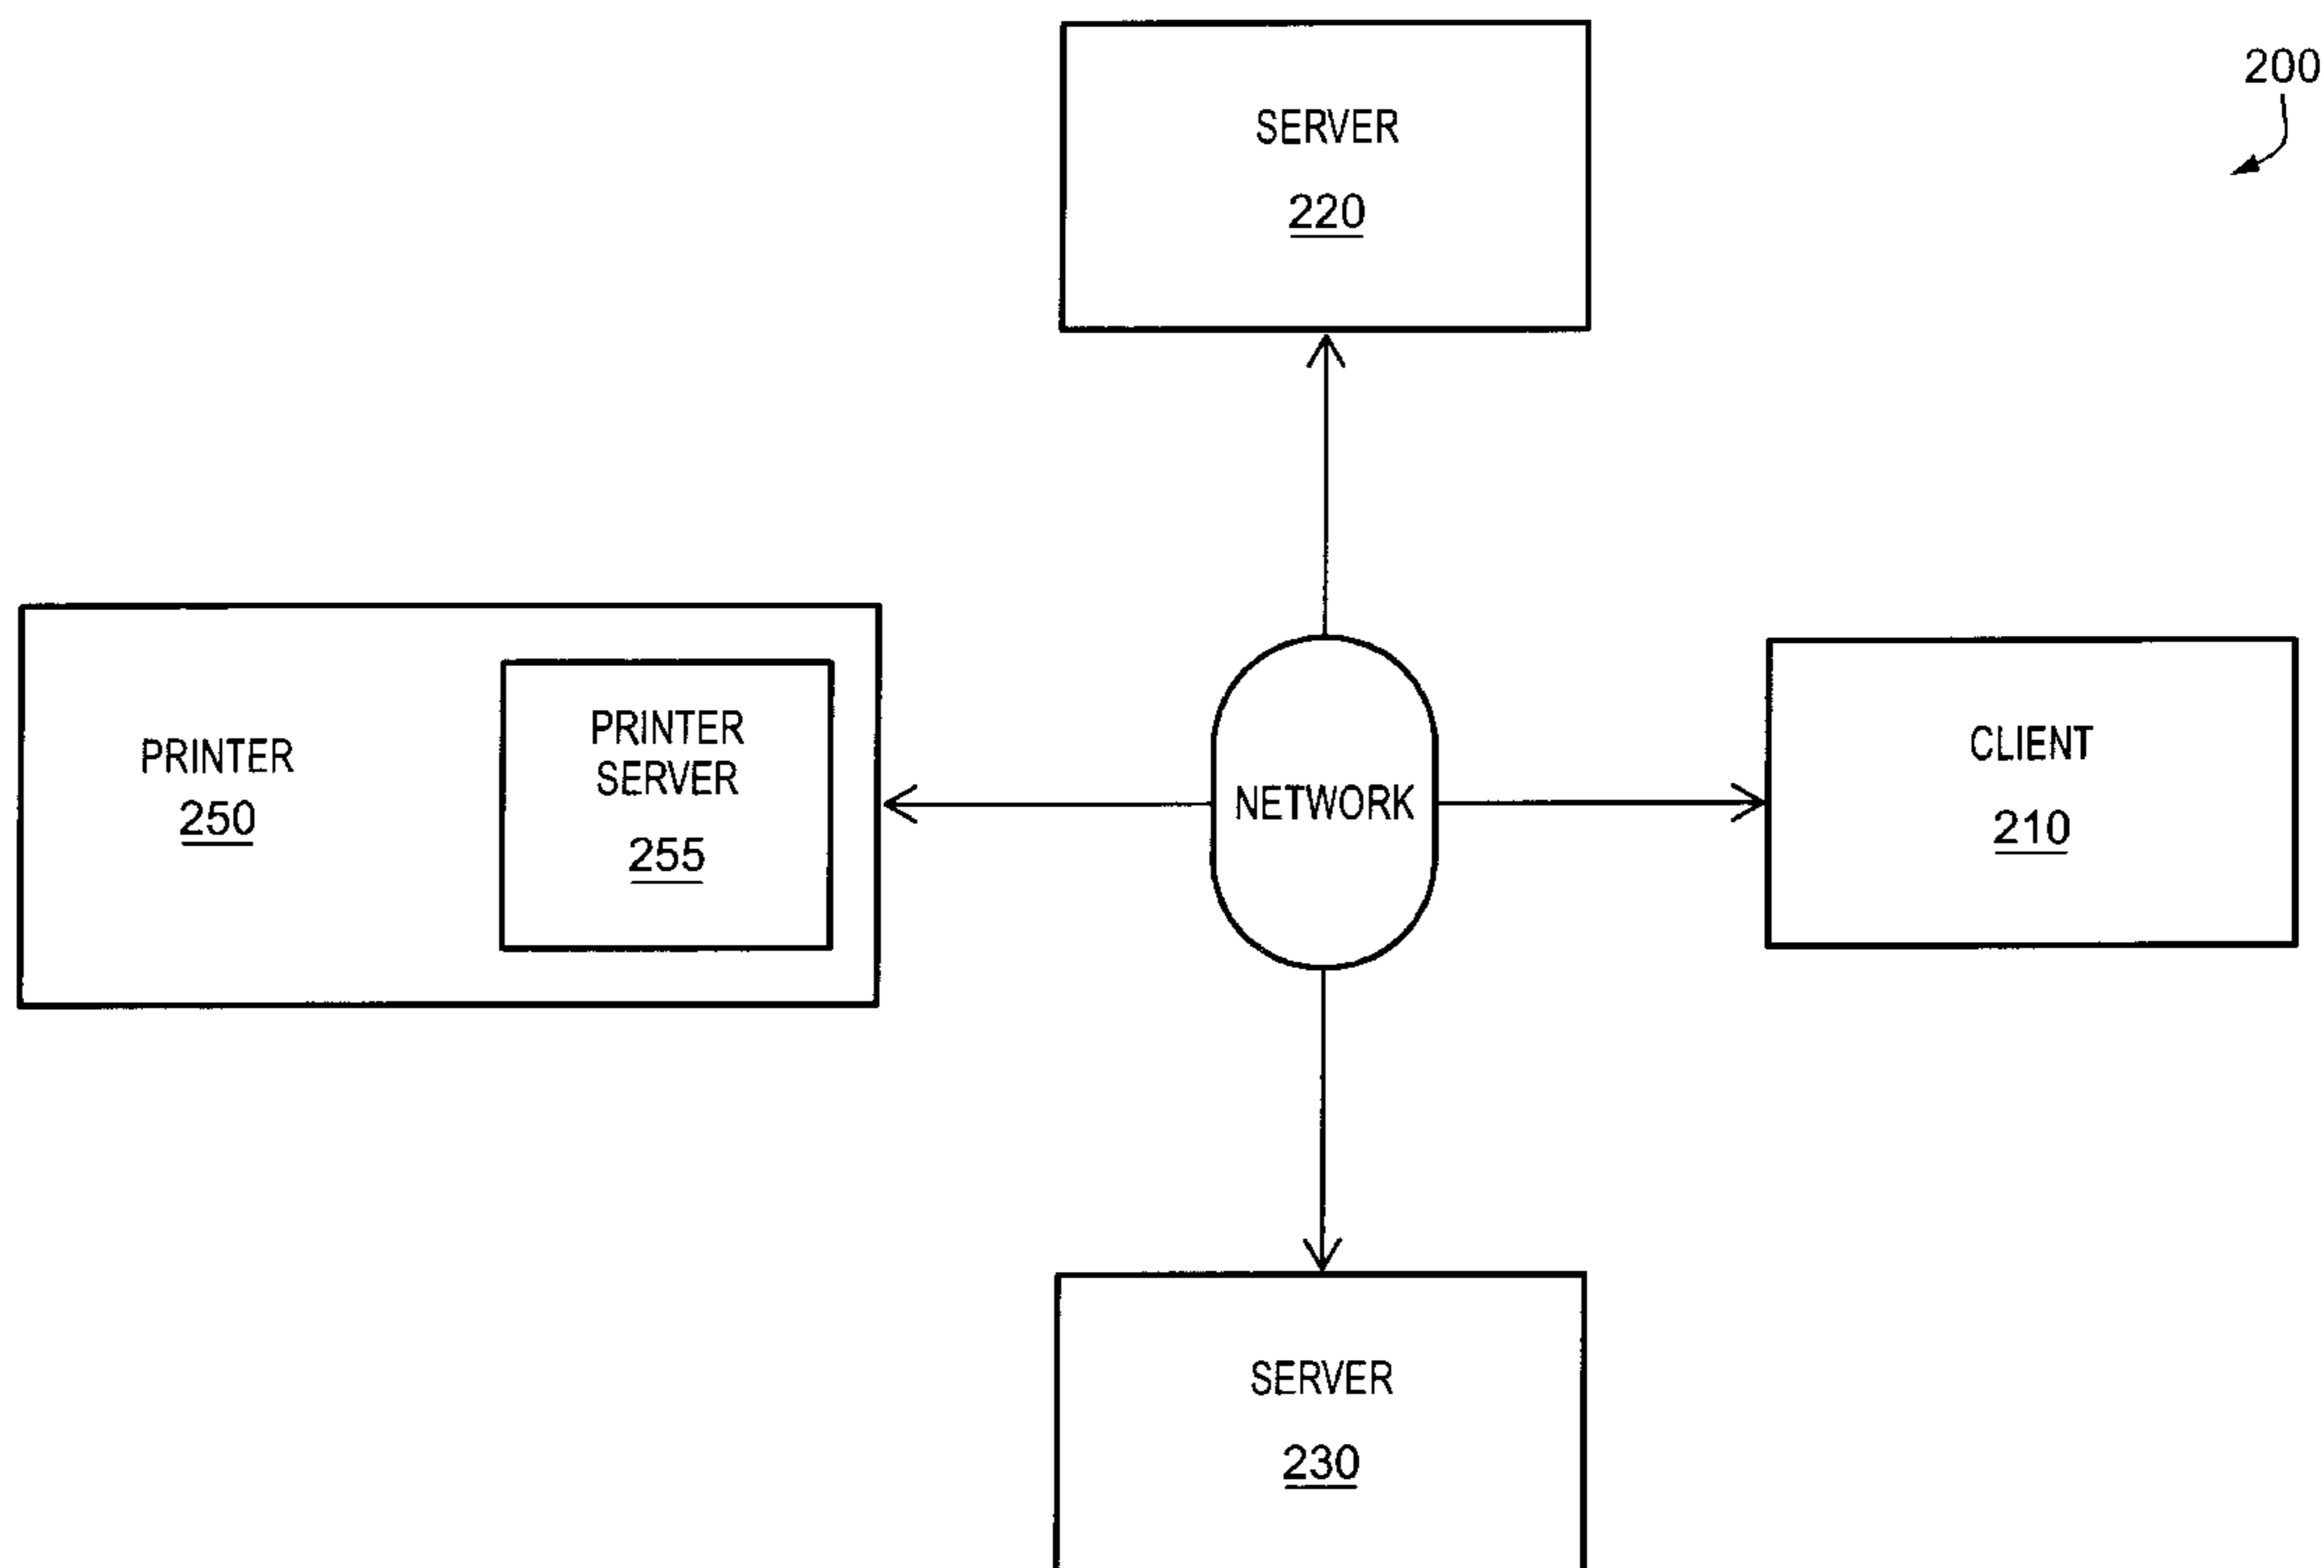 200
SERVER
220
PRINTER
250
PRINTER
SERVER
255
NETWORK
CLIENT
210
SERVER
230